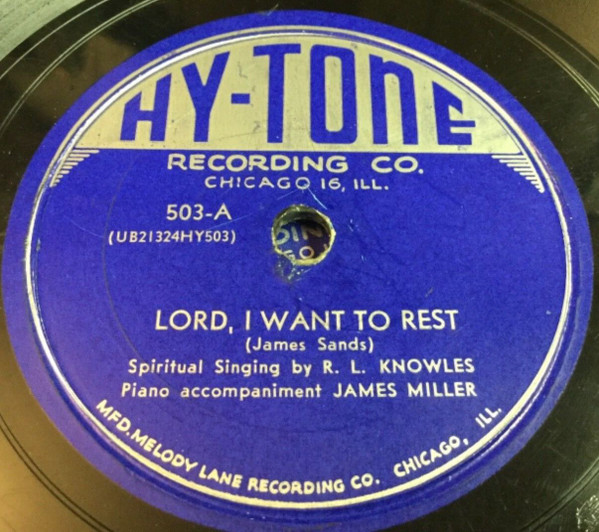 HY-TONE
RECORDING CO.
CHICAGO 16, ILL.
503-A
(UB21324HY503)
LORD, I WANT TO REST
(James Sands)
Spiritual Singing by R. L. KNOWLES
Piano accompaniment JAMES MILLER
MFD. MELODY LANE RECORDING CO. CHICAGO, ILL.